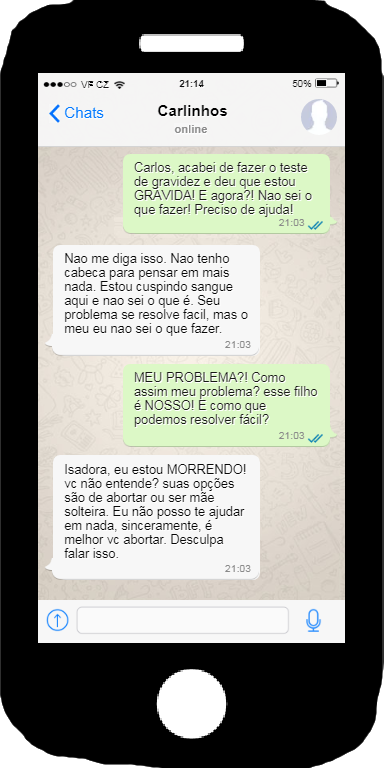 VF CZ 21:14 50%
Chats Carlinhos
online
Carlos, acabei de fazer o teste
de gravidez e deu que estou
GRAVIDA! E agora?! Nao sei o
que fazer! Preciso de ajuda!
21:03
Nao me diga isso. Nao tenho
cabeca para pensar em mais
nada. Estou cuspindo sangue
aqui e nao sei o que é. Seu
problema se resolve facil, mas o
meu eu nao sei o que fazer.
21:03
MEU PROBLEMA?! Como
assim meu problema? esse filho
é NOSSO! E como que
podemos resolver fácil?
21:03
Isadora, eu estou MORRENDO!
vc não entende? suas opções
são de abortar ou ser mãe
solteira. Eu não posso te ajudar
em nada, sinceramente, é
melhor vc abortar. Desculpa
falar isso.
21:03